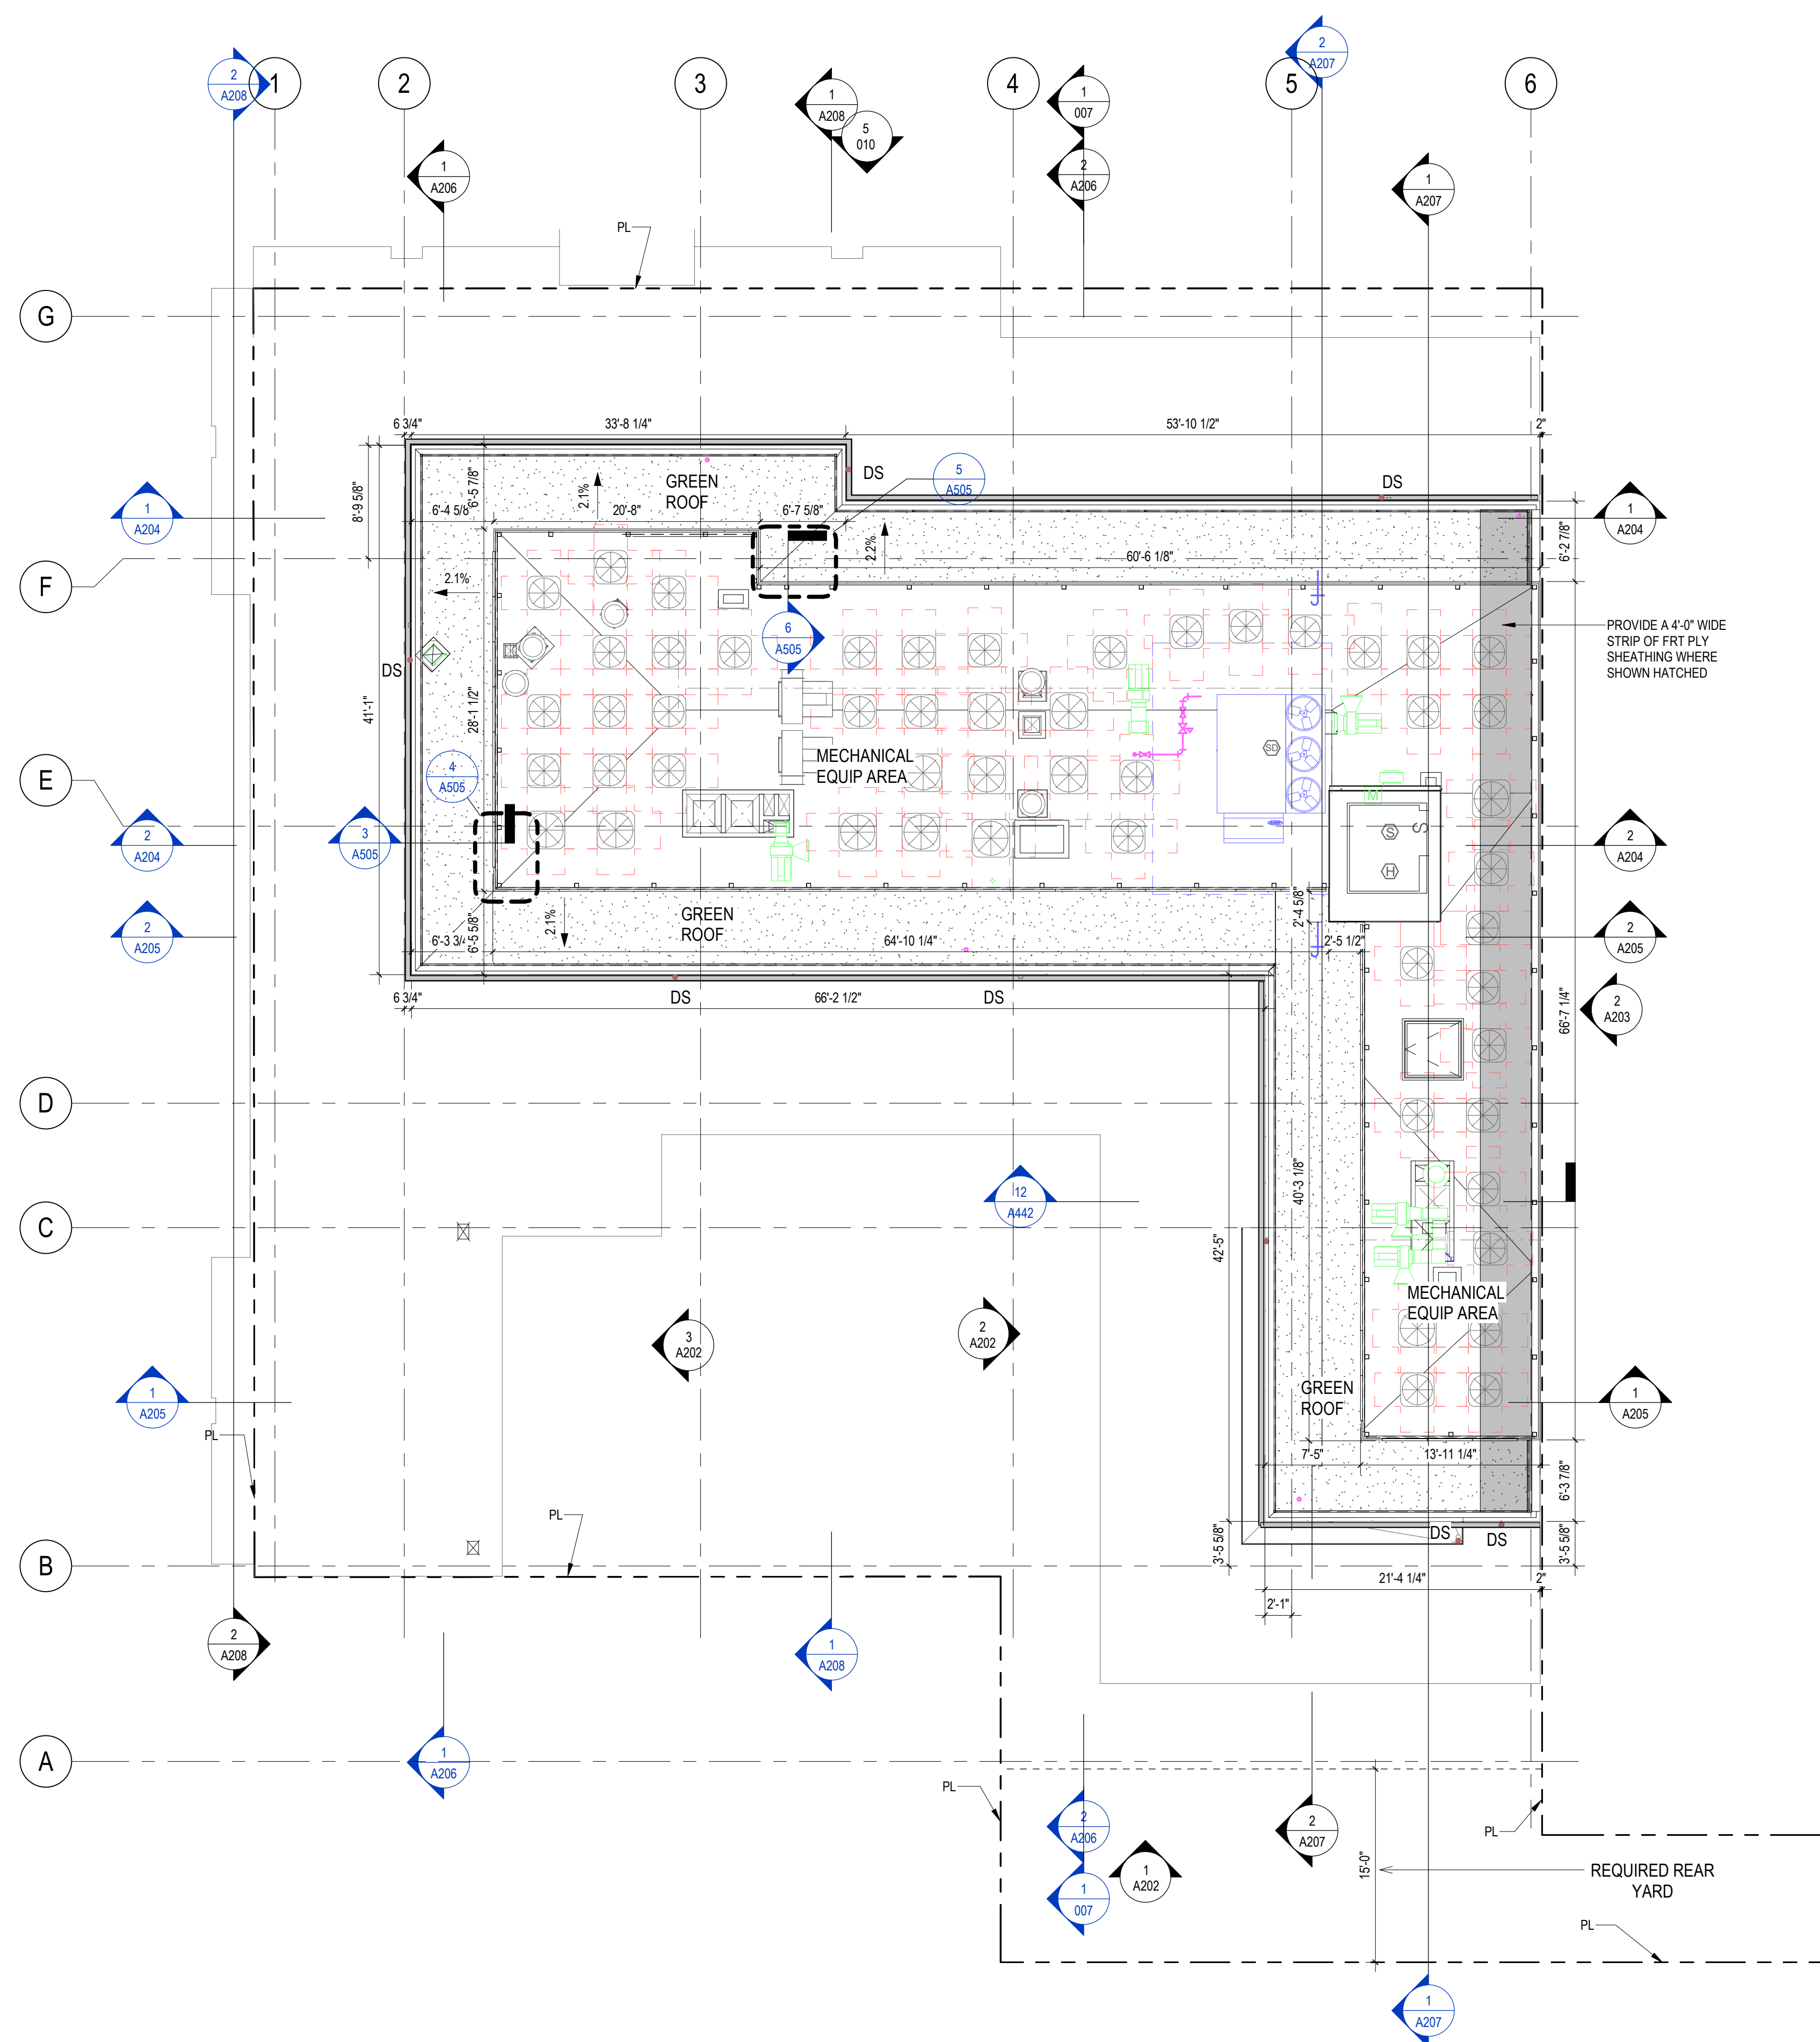 2
A208
1
2
3
4
5
6
2
A207
1
A208
5
010
1
007
2
A206
1
A206
1
A207
PL
G
6 3/4"
33'-8 1/4"
53'-10 1/2"
2"
DS
DS
5
A505
GREEN
ROOF
2.1%
6'-5 7/8"
8'-9 5/8"
6'-4 5/8"
20'-8"
6'-7 5/8"
1
A204
1
A204
6'-2 7/8"
2.2%
60'-6 1/8"
F
2.1%
6
A505
PROVIDE A 4'-0" WIDE
STRIP OF FRT PLY
SHEATHING WHERE
SHOWN HATCHED
DS
41'-1"
28'-1 1/2"
4
A505
MECHANICAL
EQUIP AREA
SD
E
M
S
S
H
2
A204
3
A505
2
A204
2
A205
GREEN
ROOF
2.1%
6'-3 3/4
6'-5 5/8"
64'-10 1/4"
2'-4 5/8"
2'-5 1/2"
2
A205
6 3/4"
DS
66'-2 1/2"
DS
66'-7 1/4"
2
A203
D
12
A442
40'-3 1/8"
C
42'-5"
MECHANICAL
EQUIP AREA
3
A202
2
A202
GREEN
ROOF
1
A205
1
A205
PL
7'-5"
13'-11 1/4"
6'-3 7/8"
PL
DS
DS
3'-5 5/8"
3'-5 5/8"
B
21'-4 1/4"
2"
2'-1"
2
A208
1
A208
A
1
A206
PL
2
A206
2
A207
PL
1
A202
1
007
15'-0"
REQUIRED REAR
YARD
PL
1
A207